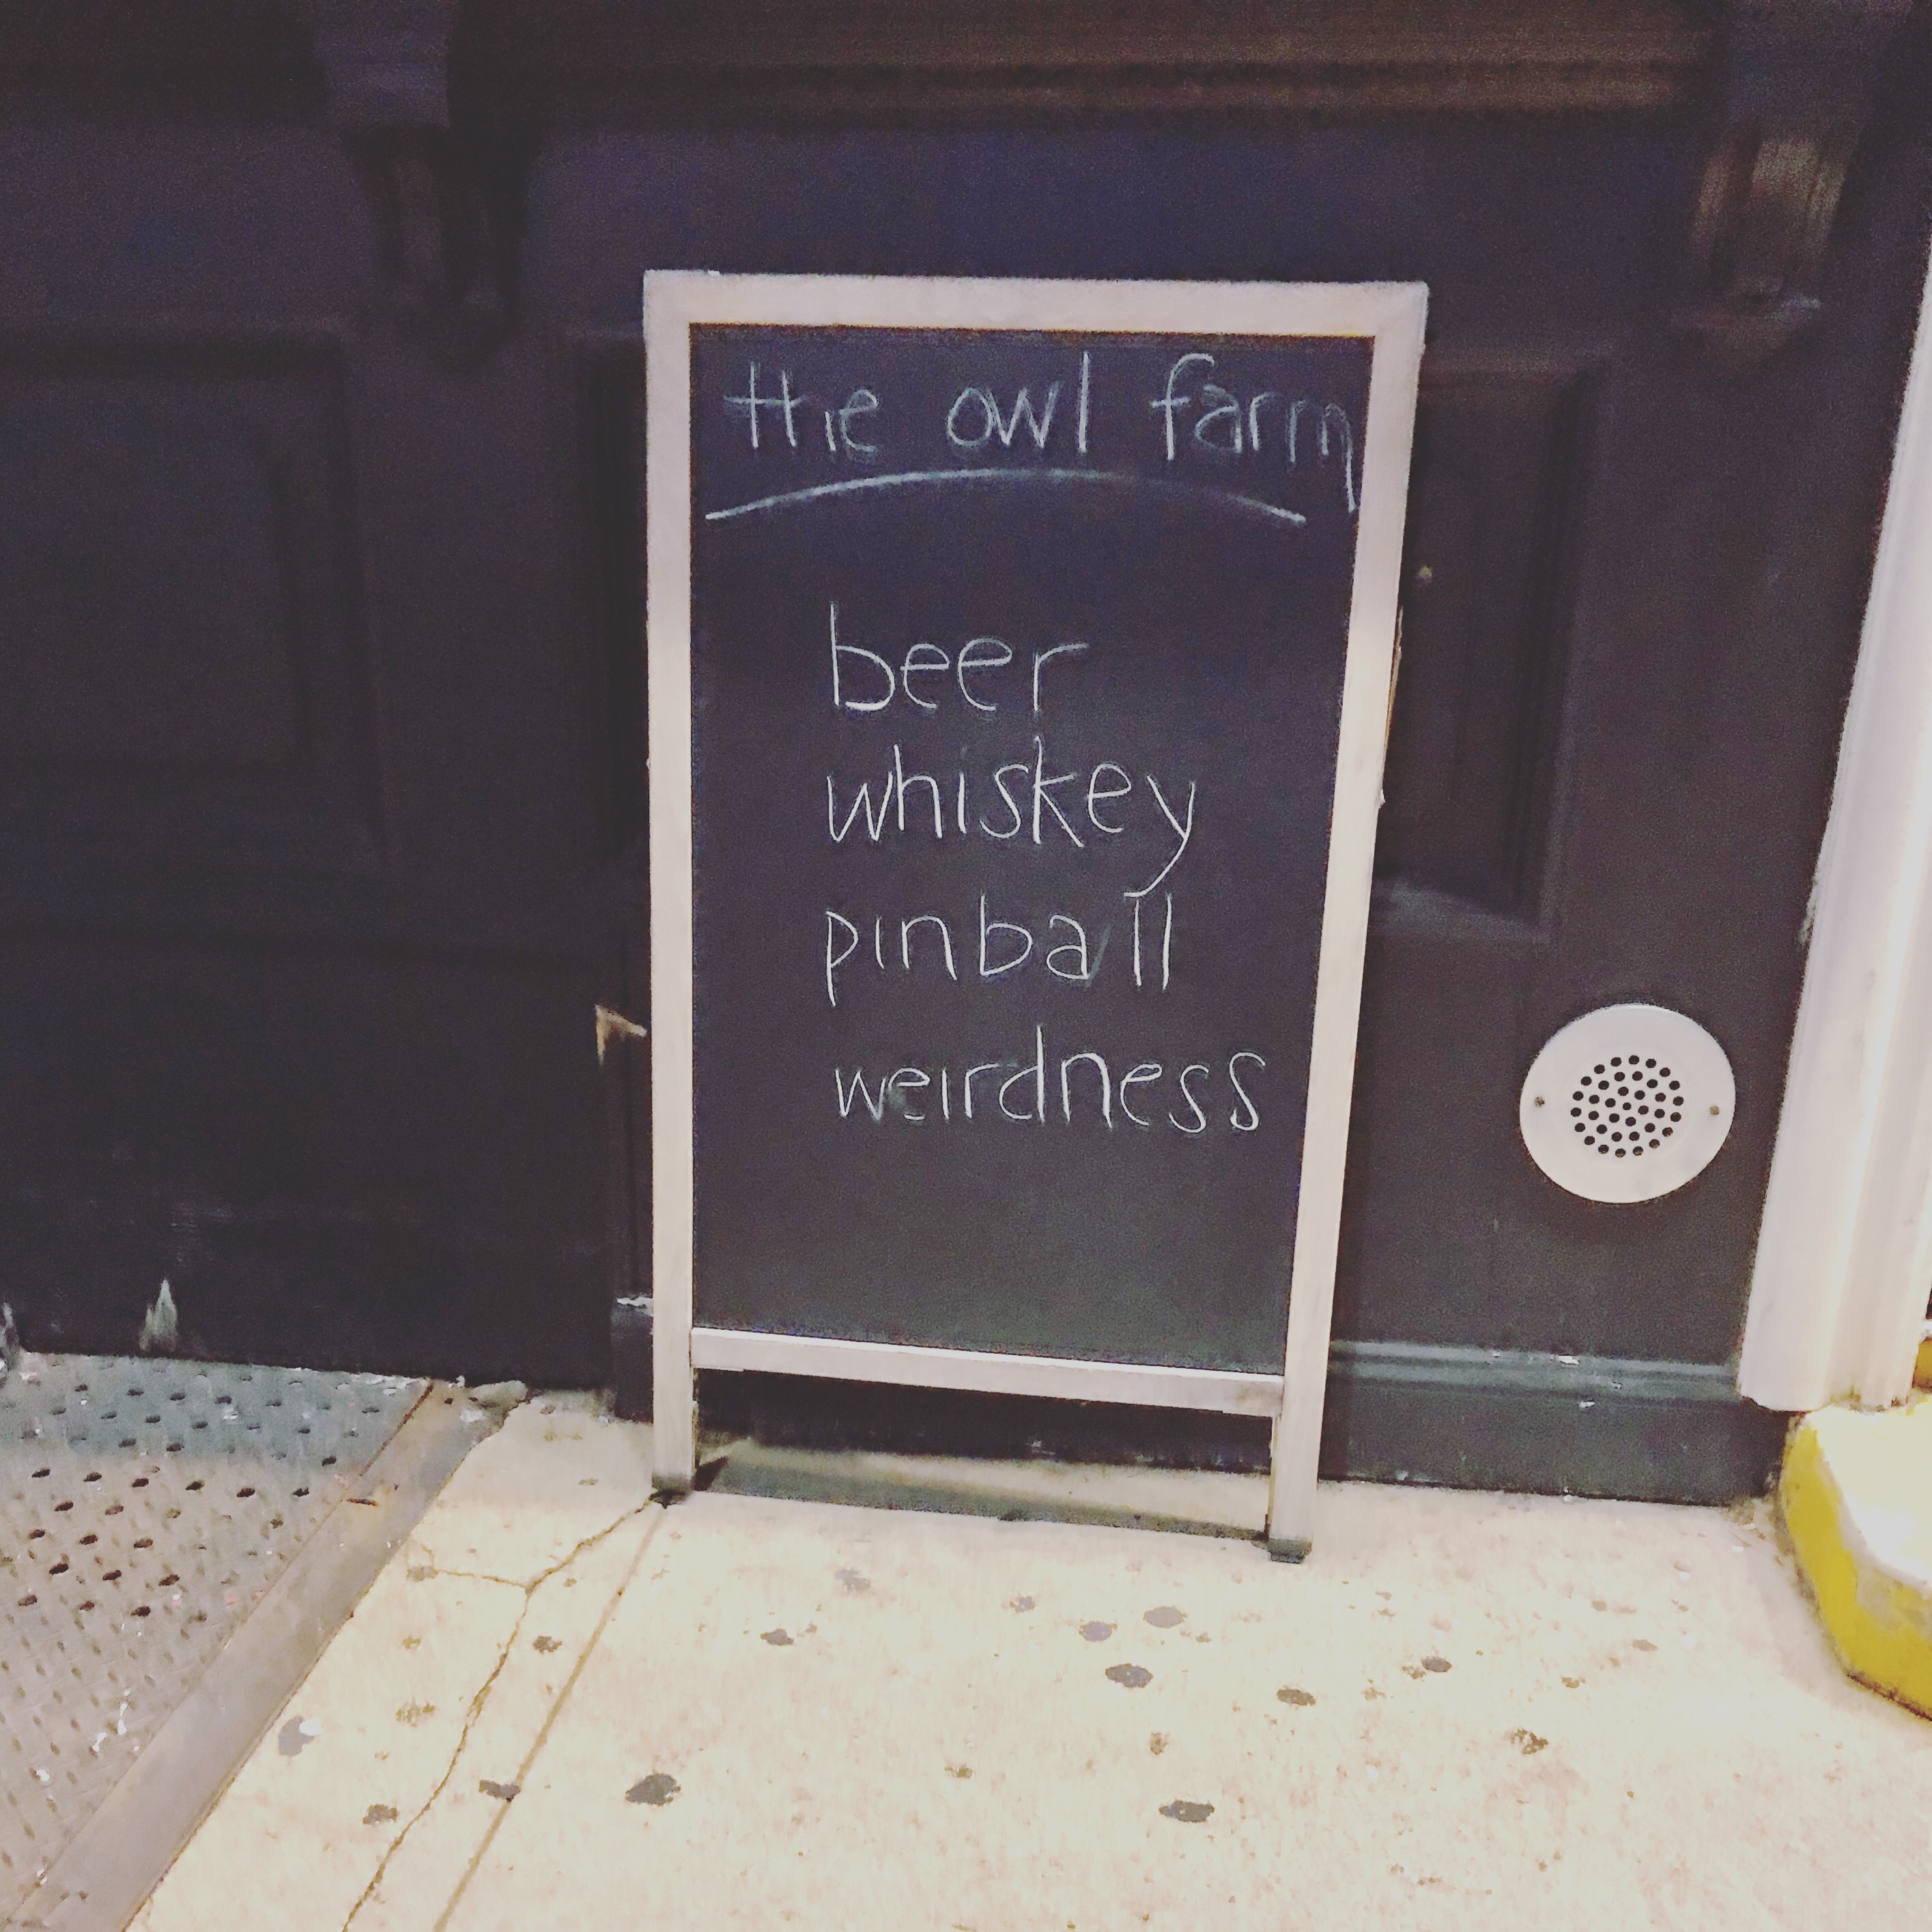 the owl farm
beer
whiskey
pinball
weirdness